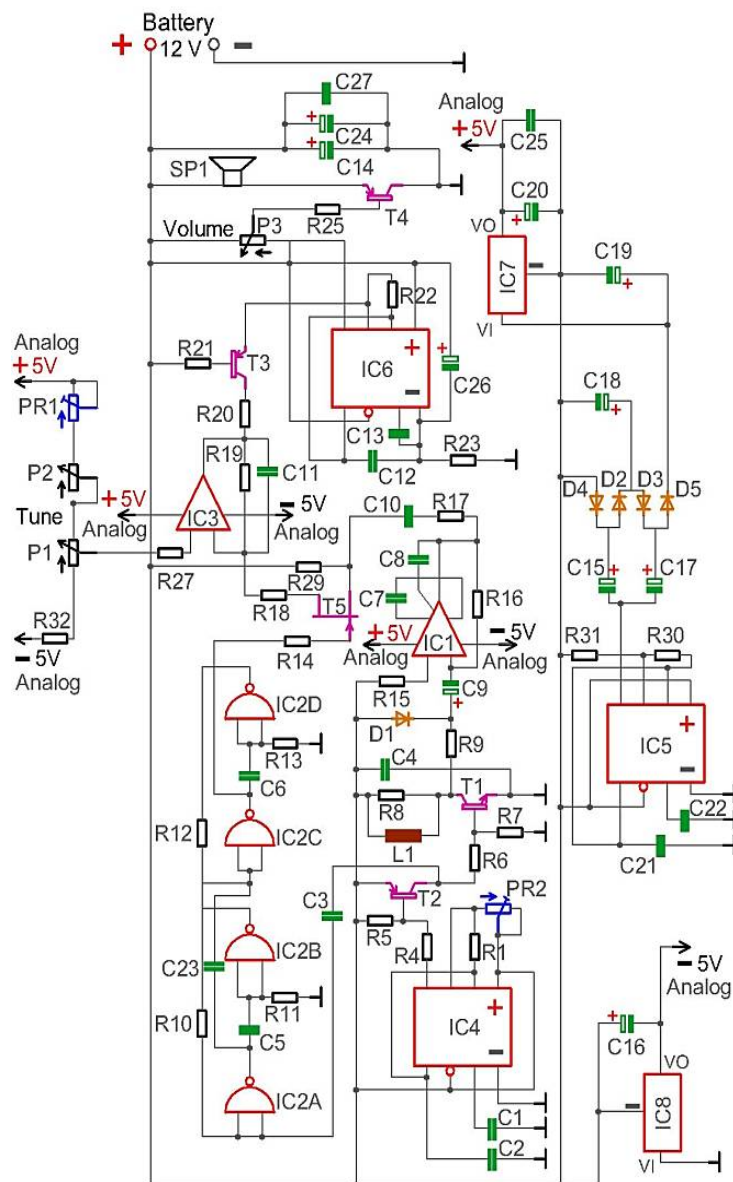 Battery
+ 12 V -
C27
Analog
+5V
C25
C24
C14
SP1
C20
T4
R25
VO
Volume
P3
IC7
C19
R22
VI
Analog
+5V
R21
T3
IC6
C26
C18
PR1
R20
C13
R23
P2
R19
C11
C12
D4
D2
D3
D5
Tune
+5V
Analog
IC3
-5V
Analog
C10
R17
C8
C15
C17
P1
R27
R29
C7
R16
R32
R18
T5
+5V
Analog
IC1
-5V
Analog
R31
R30
-5V
Analog
R14
R15
C9
IC2D
D1
IC5
R13
R9
C4
C6
T1
R8
R7
C22
R12
IC2C
L1
R6
C21
C3
T2
PR2
IC2B
R5
R4
R1
C23
-5V
Analog
R10
R11
IC4
C5
C16
VO
IC2A
IC8
C1
C2
VI